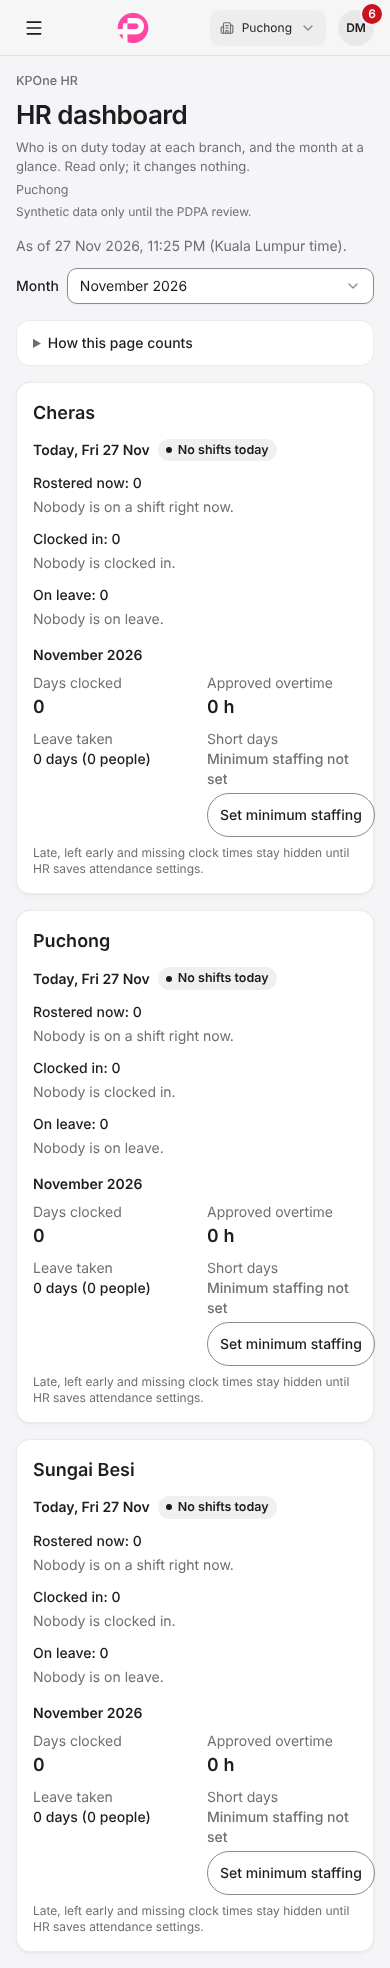 Puchong
DM
6
KPOne HR
HR dashboard
Who is on duty today at each branch, and the month at a
glance. Read only; it changes nothing.
Puchong
Synthetic data only until the PDPA review.
As of 27 Nov 2026, 11:25 PM (Kuala Lumpur time).
Month
November 2026
How this page counts
Cheras
Today, Fri 27 Nov
No shifts today
Rostered now: 0
Nobody is on a shift right now.
Clocked in: 0
Nobody is clocked in.
On leave: 0
Nobody is on leave.
November 2026
Days clocked
0
Approved overtime
0 h
Leave taken
0 days (0 people)
Short days
Minimum staffing not
set
Set minimum staffing
Late, left early and missing clock times stay hidden until
HR saves attendance settings.
Puchong
Today, Fri 27 Nov
No shifts today
Rostered now: 0
Nobody is on a shift right now.
Clocked in: 0
Nobody is clocked in.
On leave: 0
Nobody is on leave.
November 2026
Days clocked
0
Approved overtime
0 h
Leave taken
0 days (0 people)
Short days
Minimum staffing not
set
Set minimum staffing
Late, left early and missing clock times stay hidden until
HR saves attendance settings.
Sungai Besi
Today, Fri 27 Nov
No shifts today
Rostered now: 0
Nobody is on a shift right now.
Clocked in: 0
Nobody is clocked in.
On leave: 0
Nobody is on leave.
November 2026
Days clocked
0
Approved overtime
0 h
Leave taken
0 days (0 people)
Short days
Minimum staffing not
set
Set minimum staffing
Late, left early and missing clock times stay hidden until
HR saves attendance settings.